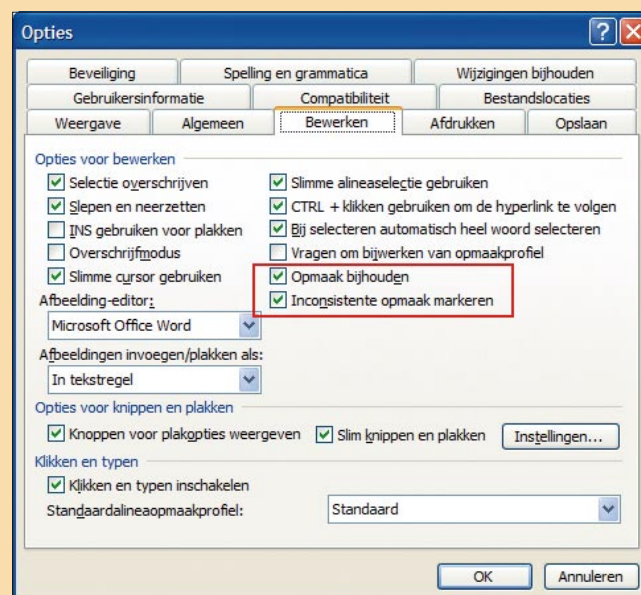 Opties
Beveiliging Spelling en grammatica Wijzigingen bijhouden
Gebruikersinformatie Compatibiliteit Bestandslocaties
Weergave Algemeen Bewerken Afdrukken Opslaan
Opties voor bewerken
Selectie overschrijven
Slepen en neerzetten
INS gebruiken voor plakken
Overschrijfmodus
Slimme cursor gebruiken
Afbeelding-editor:
Microsoft Office Word
Afbeeldingen invoegen/plakken als:
In tekstregel
Slimme alineaselectie gebruiken
CTRL + klikken gebruiken om de hyperlink te volgen
Bij selecteren automatisch heel woord selecteren
Vragen om bijwerken van opmaakprofiel
Opmaak bijhouden
Inconsistente opmaak markeren
Opties voor knippen en plakken
Knoppen voor plakopties weergeven Slim knippen en plakken Instellingen...
Klikken en typen
Klikken en typen inschakelen
Standaardalineaopmaakprofiel: Standaard
OK Annuleren